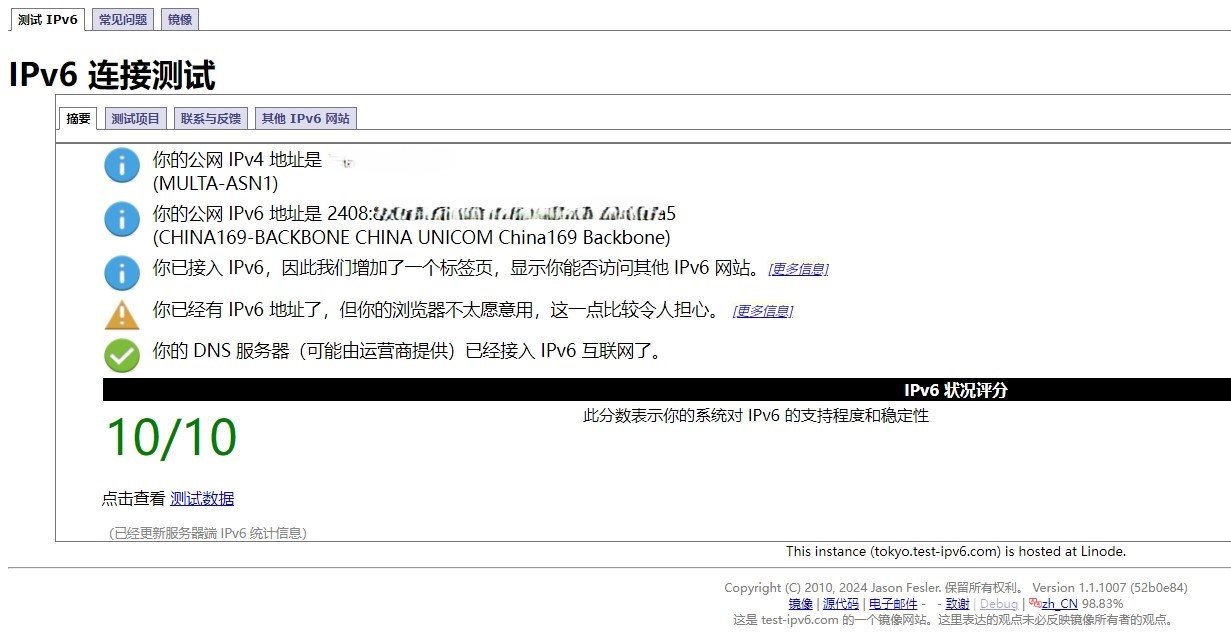 测试 IPv6 常见问题 镜像
IPv6 连接测试
摘要 测试项目 联系与反馈 其他 IPv6 网站
你的公网 IPv4 地址是
(MULTA-ASN1)
你的公网 IPv6 地址是 2408:
(CHINA169-BACKBONE CHINA UNICOM China169 Backbone)
你已接入 IPv6，因此我们增加了一个标签页，显示你能否访问其他 IPv6 网站。 [更多信息]
你已经有 IPv6 地址了，但你的浏览器不太愿意用，这一点比较令人担心。 [更多信息]
你的 DNS 服务器（可能由运营商提供）已经接入 IPv6 互联网了。
IPv6 状况评分
此分数表示你的系统对 IPv6 的支持程度和稳定性
10/10
点击查看 测试数据
(已经更新服务器端 IPv6 统计信息)
This instance (tokyo.test-ipv6.com) is hosted at Linode.
Copyright (C) 2010, 2024 Jason Fesler. 保留所有权利。 Version 1.1.1007 (52b0e84)
镜像 | 源代码 | 电子邮件 - - 致谢 | Debug | zh_CN 98.83%
这是 test-ipv6.com 的一个镜像网站。这里表达的观点未必反映镜像所有者的观点。